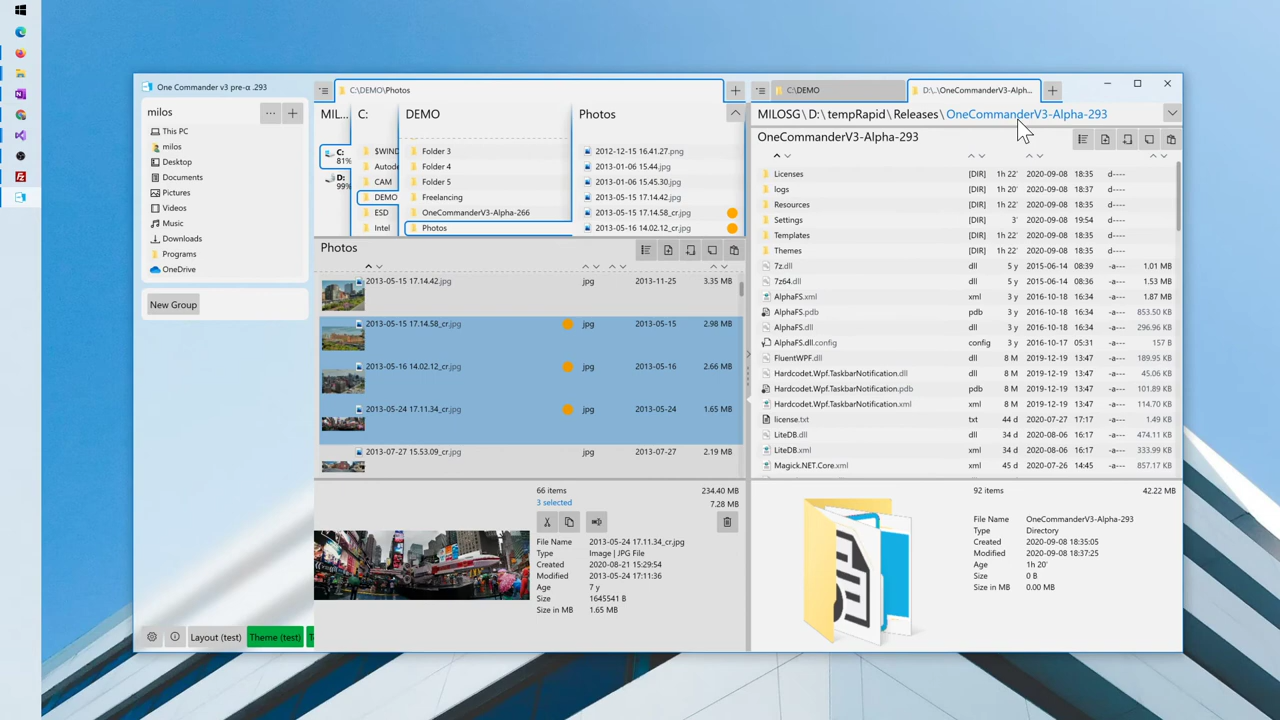 One Commander v3 pre-α .293
milos
This PC
milos
Desktop
Documents
Pictures
Videos
Music
Downloads
Programs
OneDrive
New Group
Layout (test)
Theme (test)
C:\DEMO\Photos
MIL...
C:
DEMO
Photos
C:
81%
D:
99%
$WIND
Autode
CAM
DEMO
ESD
Intel
Folder 3
Folder 4
Folder 5
Freelancing
OneCommanderV3-Alpha-266
Photos
2012-12-15 16.41.27.png
2013-01-06 15.44.jpg
2013-01-06 15.45.30.jpg
2013-05-15 17.14.42.jpg
2013-05-15 17.14.58_cr.jpg
2013-05-16 14.02.12_cr.jpg
Photos
2013-05-15 17.14.42.jpg jpg 2013-11-25 3.35 MB
2013-05-15 17.14.58_cr.jpg jpg 2013-05-15 2.98 MB
2013-05-16 14.02.12_cr.jpg jpg 2013-05-16 2.66 MB
2013-05-24 17.11.34_cr.jpg jpg 2013-05-24 1.65 MB
2013-07-27 15.53.09_cr.jpg jpg 2013-07-27 2.19 MB
66 items 234.40 MB
3 selected 7.28 MB
File Name 2013-05-24 17.11.34_cr.jpg
Type Image | JPG File
Created 2020-08-21 15:29:54
Modified 2013-05-24 17:11:36
Age 7 y
Size 1645541 B
Size in MB 1.65 MB
C:\DEMO
D:\..\OneCommanderV3-Alph...
MILOSG \ D: \ tempRapid \ Releases \ OneCommanderV3-Alpha-293
OneCommanderV3-Alpha-293
Licenses [DIR] 1h 22' 2020-09-08 18:35 d----
logs [DIR] 1h 20' 2020-09-08 18:37 d----
Resources [DIR] 1h 22' 2020-09-08 18:35 d----
Settings [DIR] 3' 2020-09-08 19:54 d----
Templates [DIR] 1h 22' 2020-09-08 18:35 d----
Themes [DIR] 1h 22' 2020-09-08 18:35 d----
7z.dll dll 5 y 2015-06-14 08:39 -a--- 1.01 MB
7z64.dll dll 5 y 2015-06-14 08:36 -a--- 1.53 MB
AlphaFS.xml xml 3 y 2016-10-18 16:34 -a--- 1.87 MB
AlphaFS.pdb pdb 3 y 2016-10-18 16:34 -a--- 853.50 KB
AlphaFS.dll dll 3 y 2016-10-18 16:34 -a--- 296.96 KB
AlphaFS.dll.config config 3 y 2016-10-17 05:31 -a--- 157 B
FluentWPF.dll dll 8 M 2019-12-19 13:47 -a--- 189.95 KB
Hardcodet.Wpf.TaskbarNotification.dll dll 8 M 2019-12-19 13:47 -a--- 45.06 KB
Hardcodet.Wpf.TaskbarNotification.pdb pdb 8 M 2019-12-19 13:47 -a--- 101.89 KB
Hardcodet.Wpf.TaskbarNotification.xml xml 8 M 2019-12-19 13:47 -a--- 114.70 KB
license.txt txt 44 d 2020-07-27 17:17 -a--- 1.49 KB
LiteDB.dll dll 34 d 2020-08-06 16:17 -a--- 474.11 KB
LiteDB.xml xml 34 d 2020-08-06 16:17 -a--- 300.45 KB
Magick.NET.Core.xml xml 45 d 2020-07-26 14:45 -a--- 857.17 KB
92 items 42.22 MB
File Name OneCommanderV3-Alpha-293
Type Directory
Created 2020-09-08 18:35:05
Modified 2020-09-08 18:37:25
Age 1h 20'
Size 0 B
Size in MB 0.00 MB